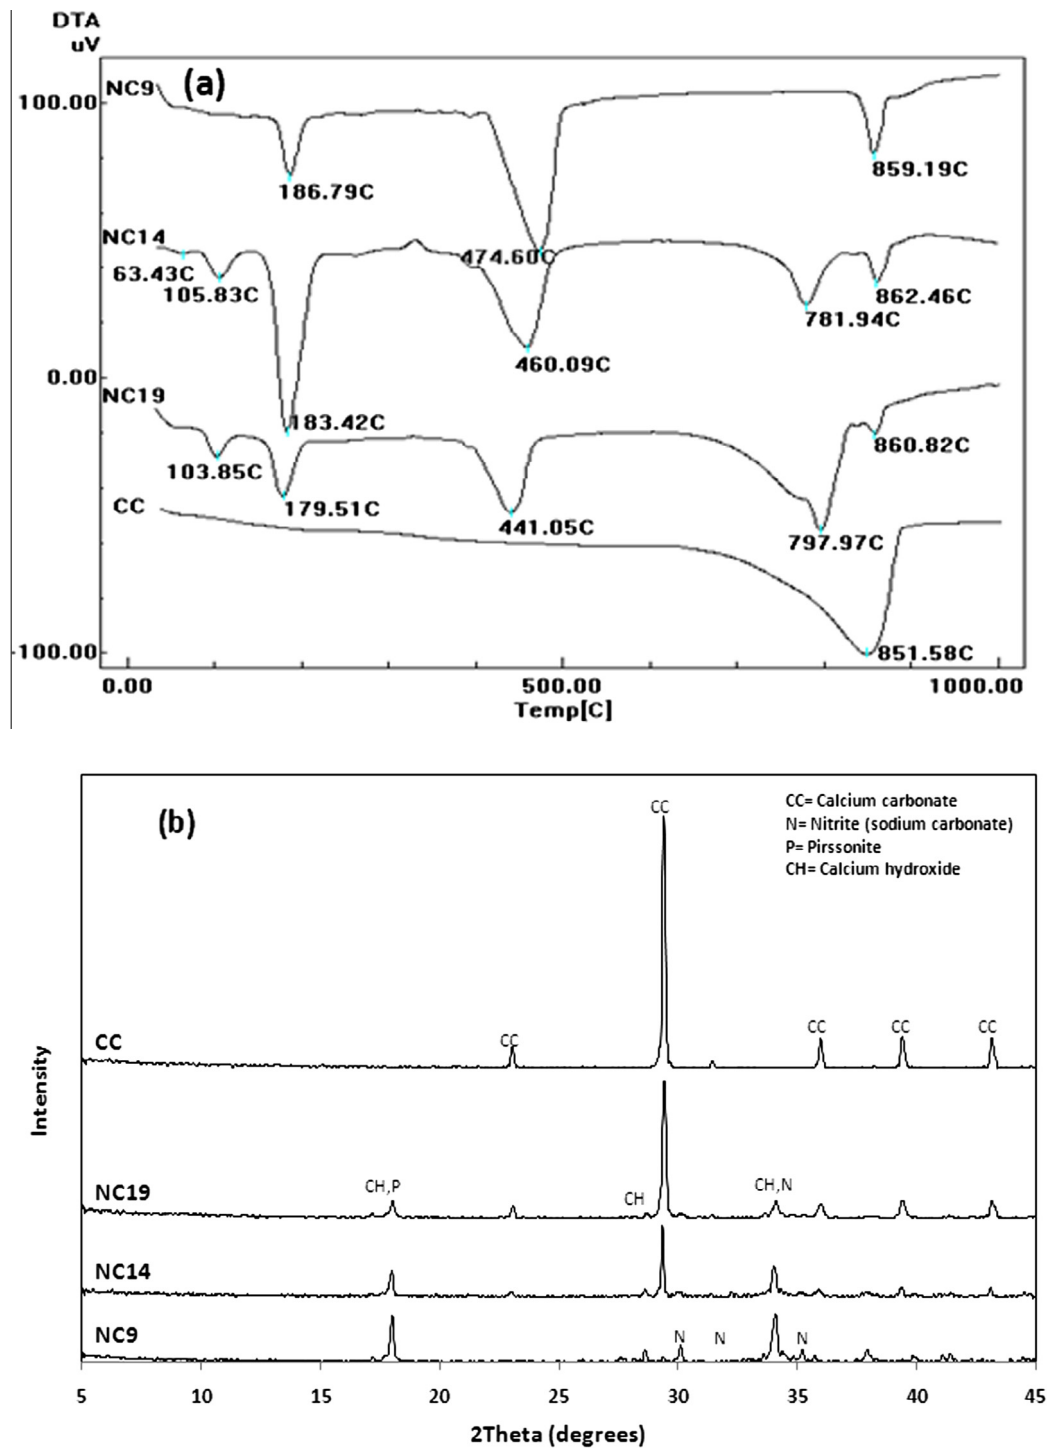 DTA
uV
(a)
NC9
100.00
859.19C
186.79C
NC14
474.60C
63.43C
105.83C
862.46C
781.94C
460.09C
0.00
NC19
183.42C
860.82C
103.85C
179.51C
CC
441.05C
797.97C
-100.00
851.58C
0.00 500.00 1000.00
Temp[C]
(b)
CC
CC= Calcium carbonate
N= Nitrite (sodium carbonate)
P= Pirssonite
CH= Calcium hydroxide
CC CC CC CC
CC
Intensity
CH,P CH CH,N
NC19
NC14
NC9
N N N
5 10 15 20 25 30 35 40 45
2Theta (degrees)